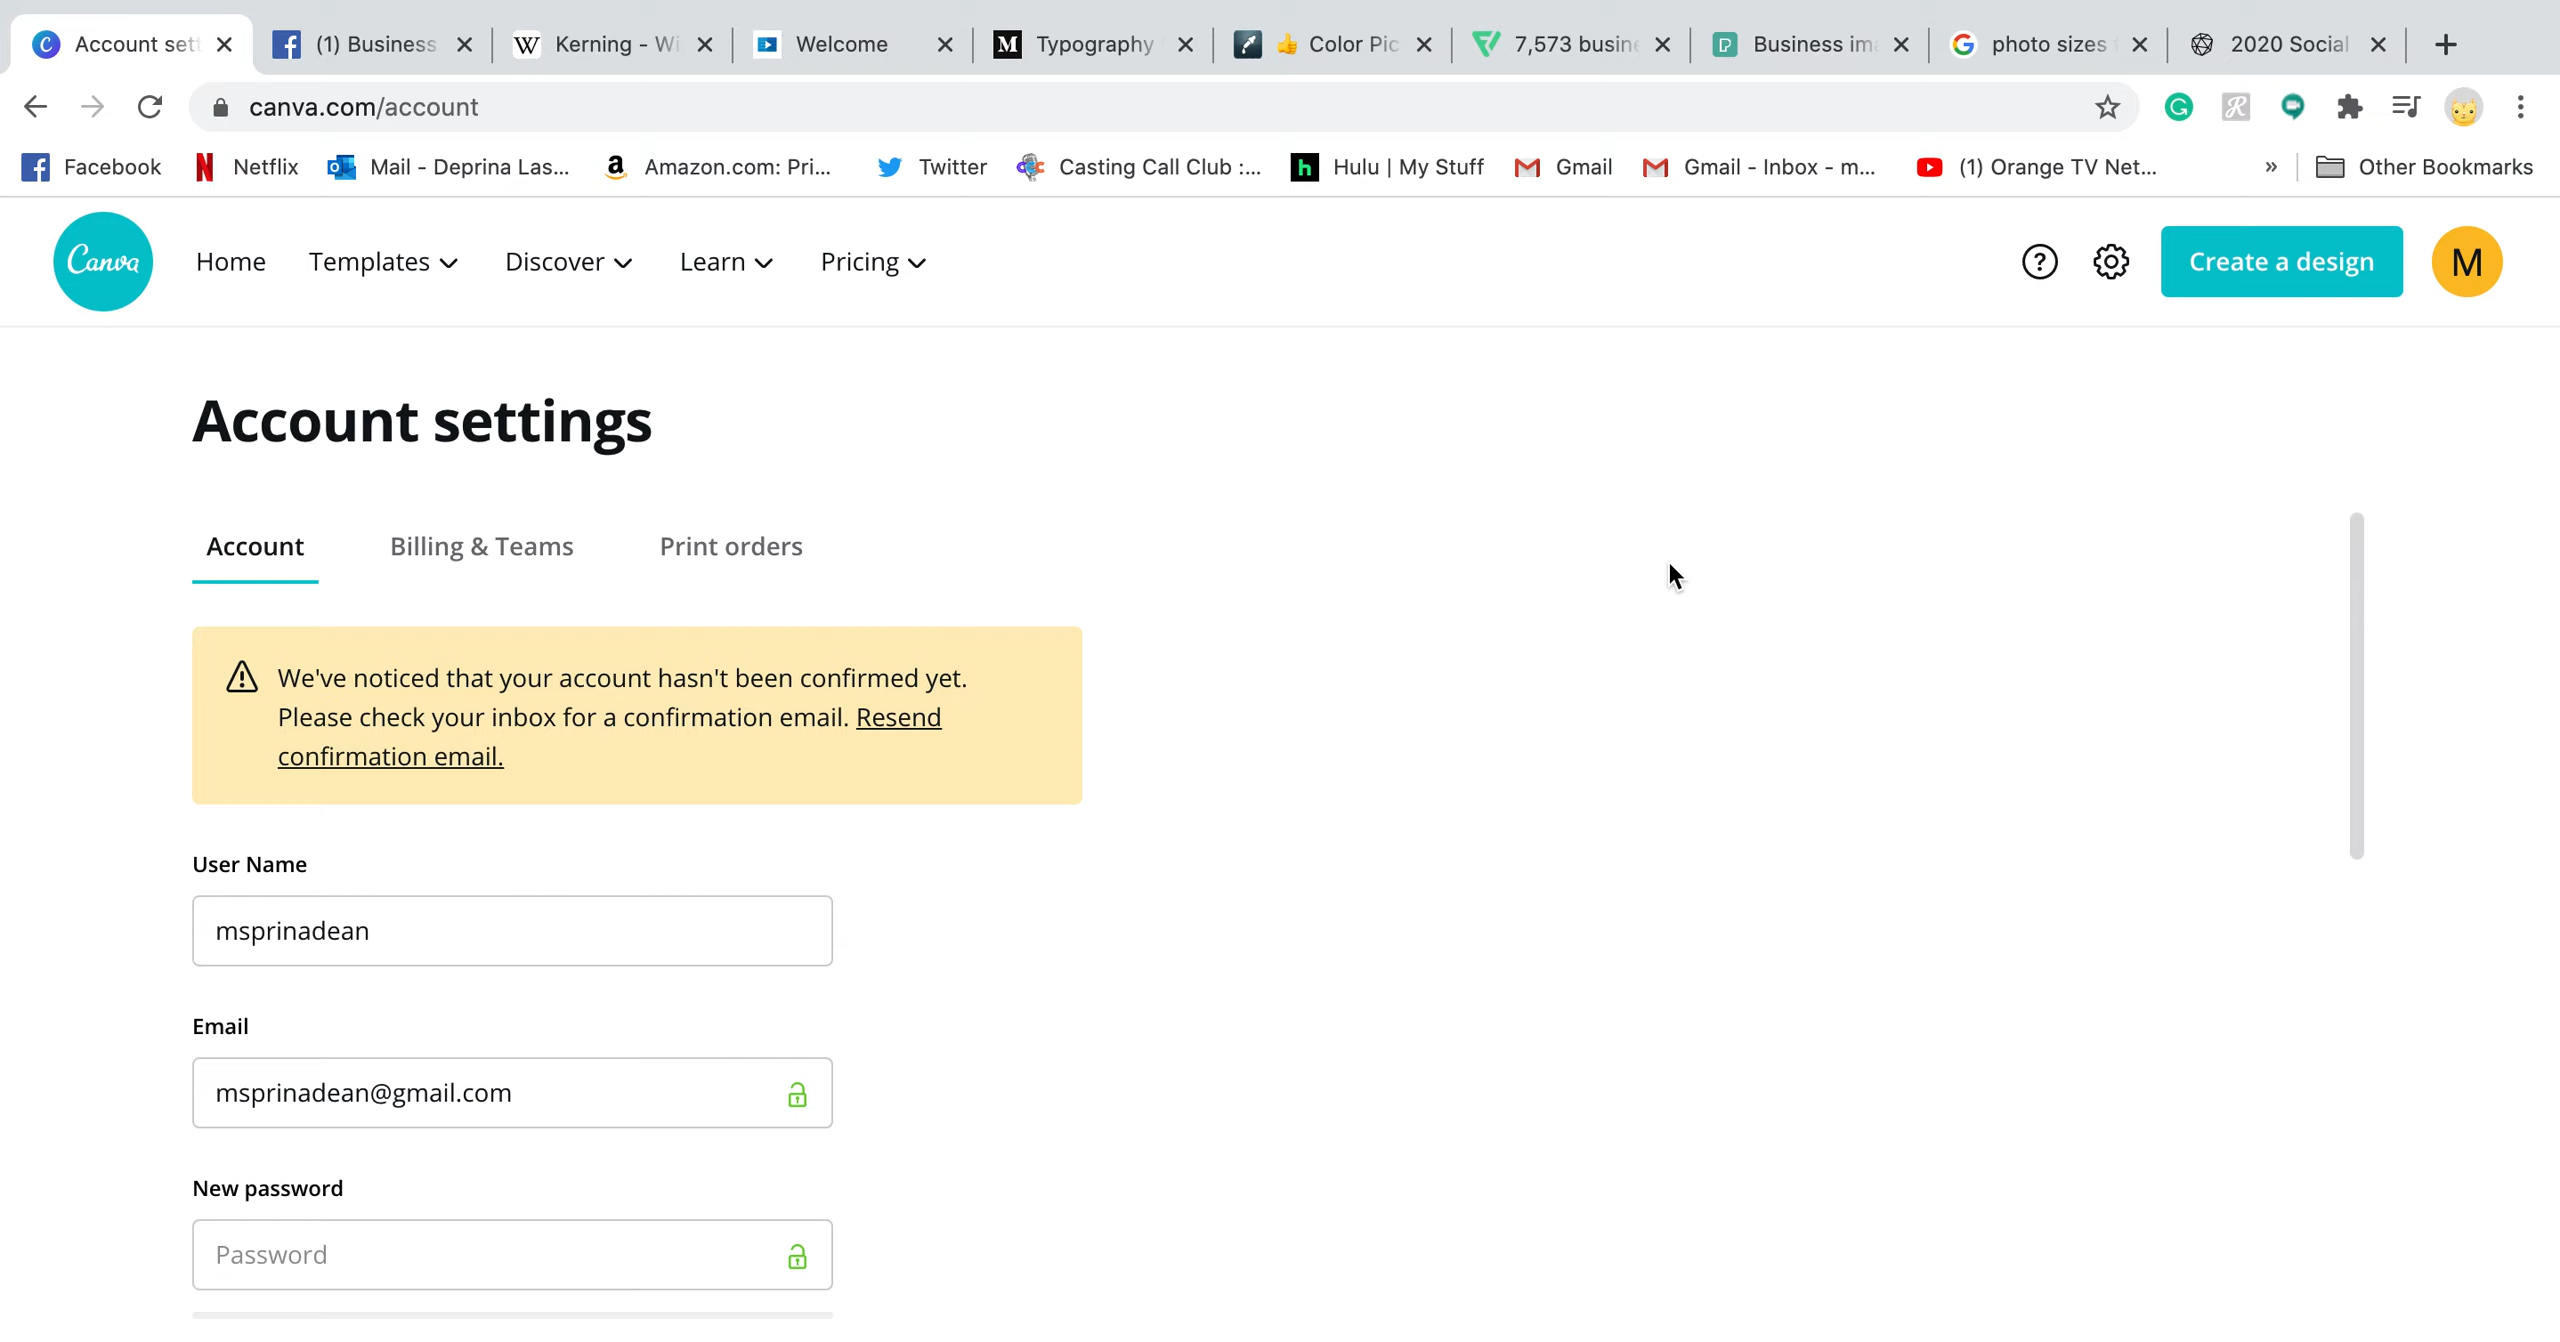 Account sett
(1) Business
Kerning - Wi
Welcome
Typography
👍 Color Pic
7,573 busine
Business im
photo sizes
2020 Social
canva.com/account
Facebook
Netflix
Mail - Deprina Las...
Amazon.com: Pri...
Twitter
Casting Call Club :...
Hulu | My Stuff
Gmail
Gmail - Inbox - m...
(1) Orange TV Net...
»
Other Bookmarks
Canva
Home
Templates
Discover
Learn
Pricing
Create a design
M
Account settings
Account
Billing & Teams
Print orders
We've noticed that your account hasn't been confirmed yet.
Please check your inbox for a confirmation email. Resend
confirmation email.
User Name
msprinadean
Email
msprinadean@gmail.com
New password
Password